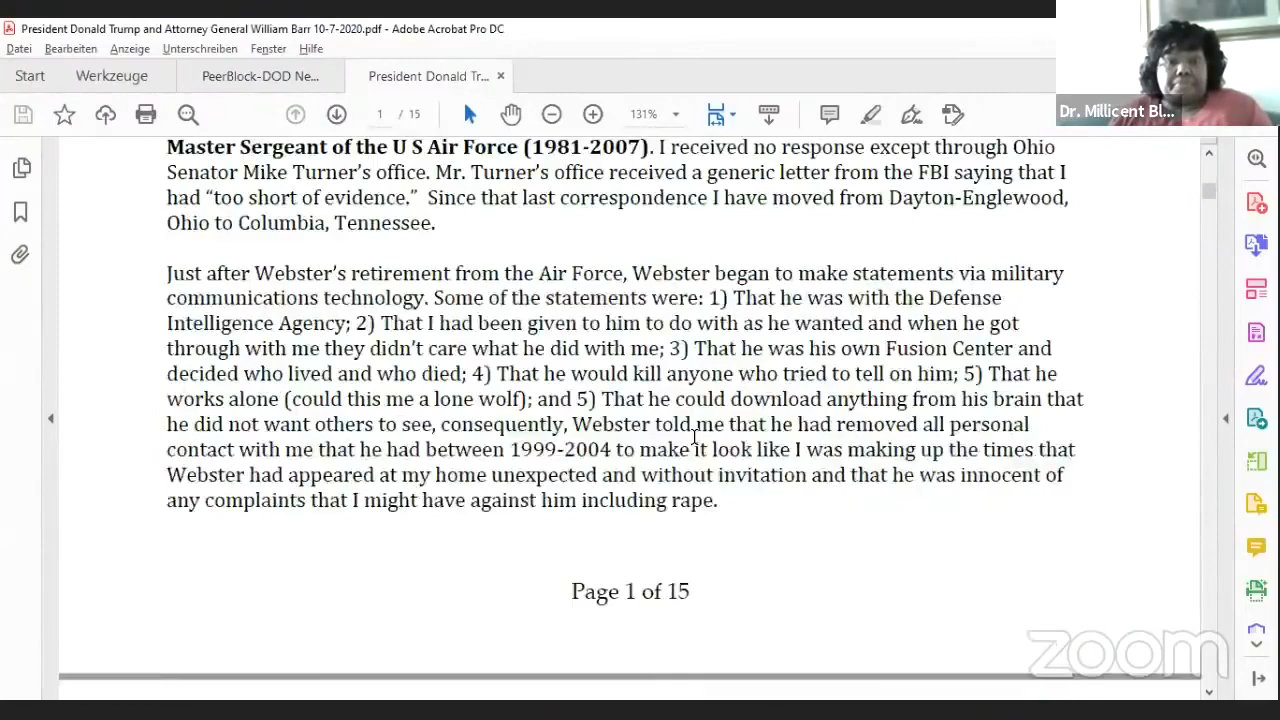 President Donald Trump and Attorney General William Barr 10-7-2020.pdf - Adobe Acrobat Pro DC
Datei Bearbeiten Anzeige Unterschreiben Fenster Hilfe
Start Werkzeuge PeerBlock-DOD Ne... President Donald Tr... ×
1 / 15 131%
Dr. Millicent Bl...
Master Sergeant of the U S Air Force (1981-2007). I received no response except through Ohio
Senator Mike Turner's office. Mr. Turner's office received a generic letter from the FBI saying that I
had “too short of evidence.” Since that last correspondence I have moved from Dayton-Englewood,
Ohio to Columbia, Tennessee.
Just after Webster's retirement from the Air Force, Webster began to make statements via military
communications technology. Some of the statements were: 1) That he was with the Defense
Intelligence Agency; 2) That I had been given to him to do with as he wanted and when he got
through with me they didn't care what he did with me; 3) That he was his own Fusion Center and
decided who lived and who died; 4) That he would kill anyone who tried to tell on him; 5) That he
works alone (could this me a lone wolf); and 5) That he could download anything from his brain that
he did not want others to see, consequently, Webster told me that he had removed all personal
contact with me that he had between 1999-2004 to make it look like I was making up the times that
Webster had appeared at my home unexpected and without invitation and that he was innocent of
any complaints that I might have against him including rape.
Page 1 of 15
zoom